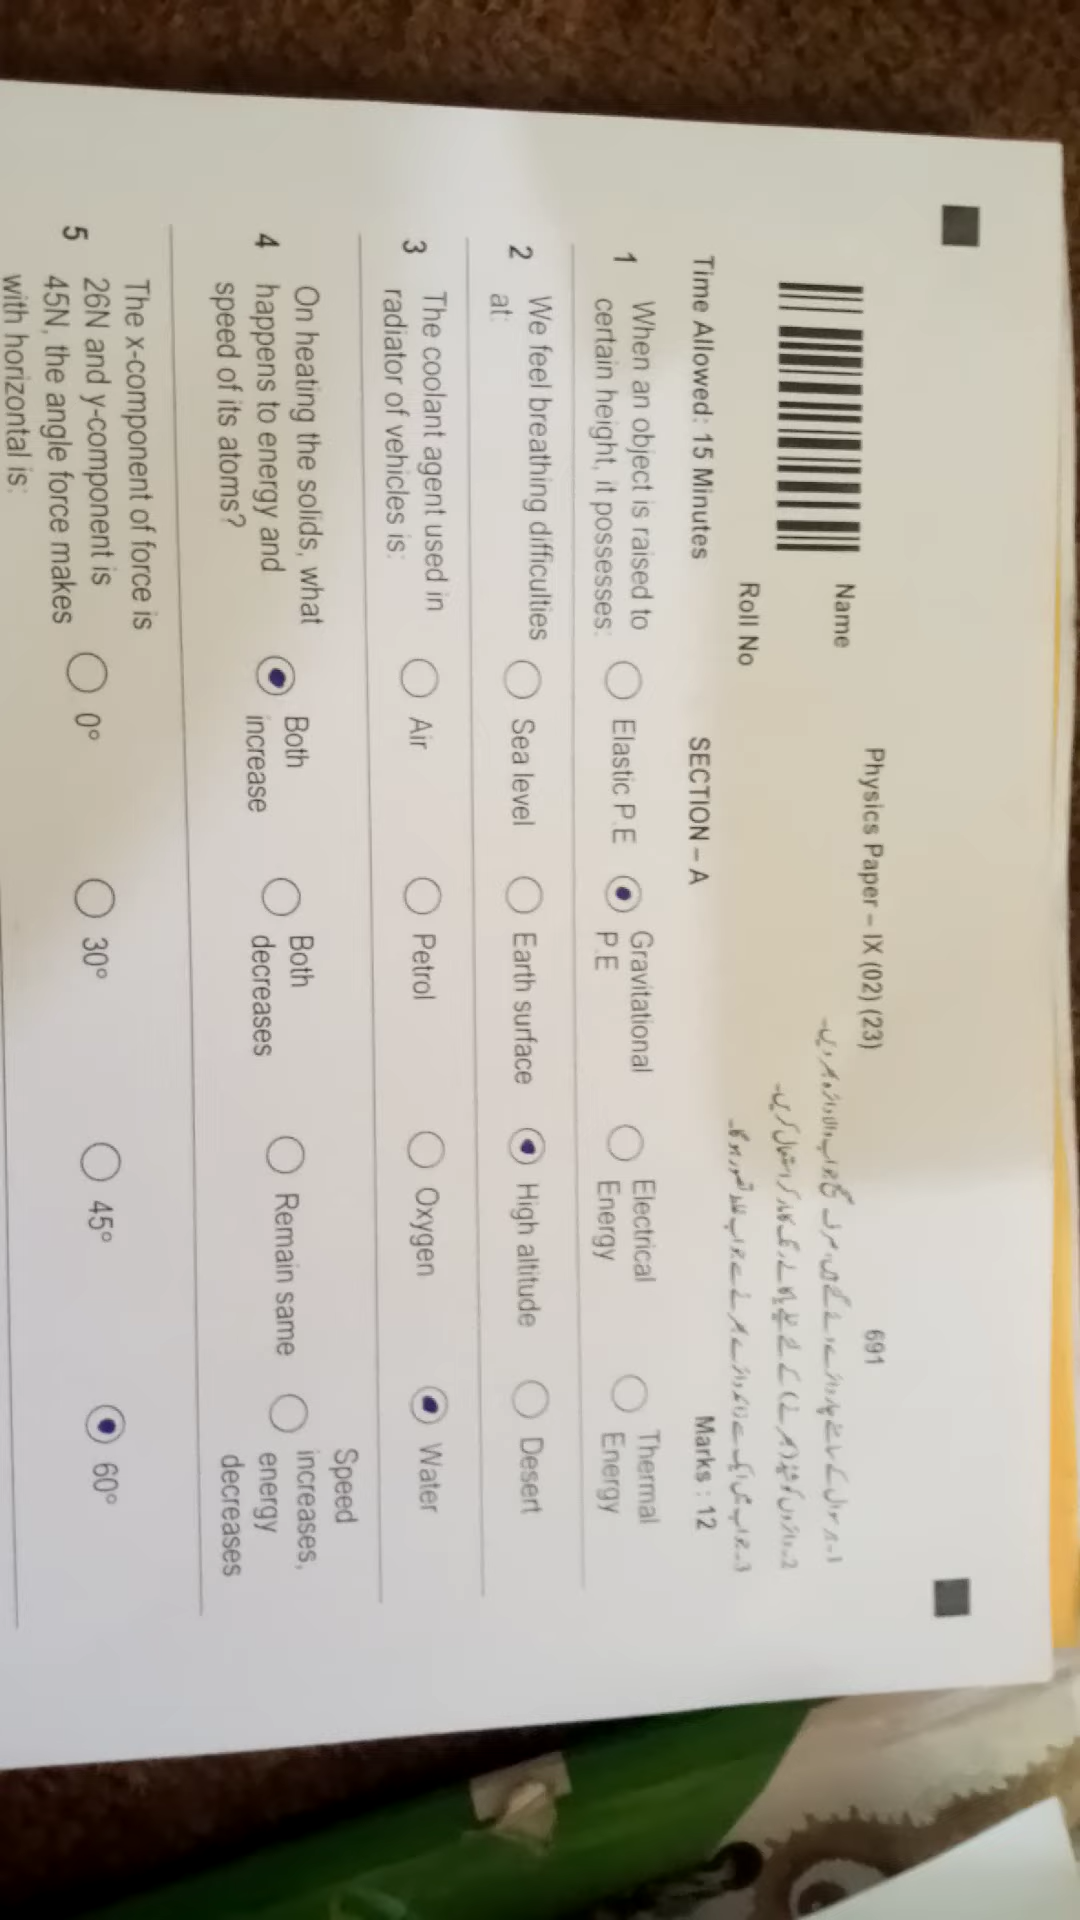 Physics Paper – IX (02) (23)
691
Name
Roll No
Time Allowed: 15 Minutes
SECTION – A
Marks : 12
1 When an object is raised to
certain height, it possesses:
Elastic P.E
Gravitational
P.E
Electrical
Energy
Thermal
Energy
2 We feel breathing difficulties
at:
Sea level
Earth surface
High altitude
Desert
3 The coolant agent used in
radiator of vehicles is:
Air
Petrol
Oxygen
Water
4 On heating the solids, what
happens to energy and
speed of its atoms?
Both
increase
Both
decreases
Remain same
Speed
increases,
energy
decreases
5 The x-component of force is
26N and y-component is
45N, the angle force makes
with horizontal is:
0°
30°
45°
60°